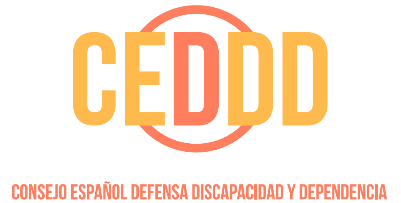 CEDDD
CONSEJO ESPAÑOL DEFENSA DISCAPACIDAD Y DEPENDENCIA